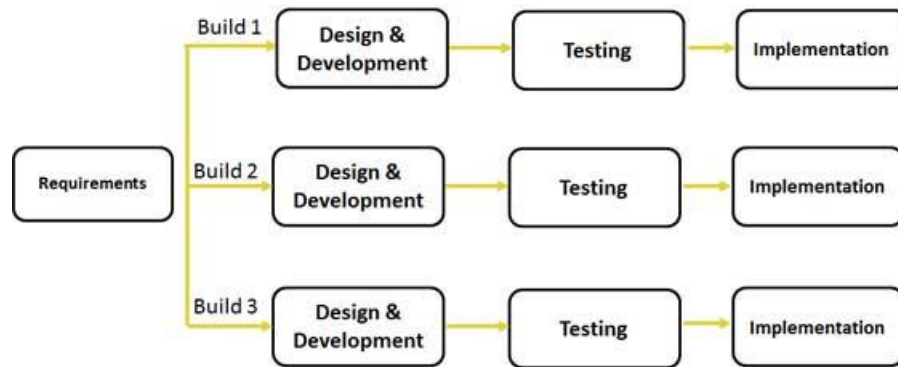 Build 1
Design &
Development
Testing
Implementation
Requirements
Build 2
Design &
Development
Testing
Implementation
Build 3
Design &
Development
Testing
Implementation